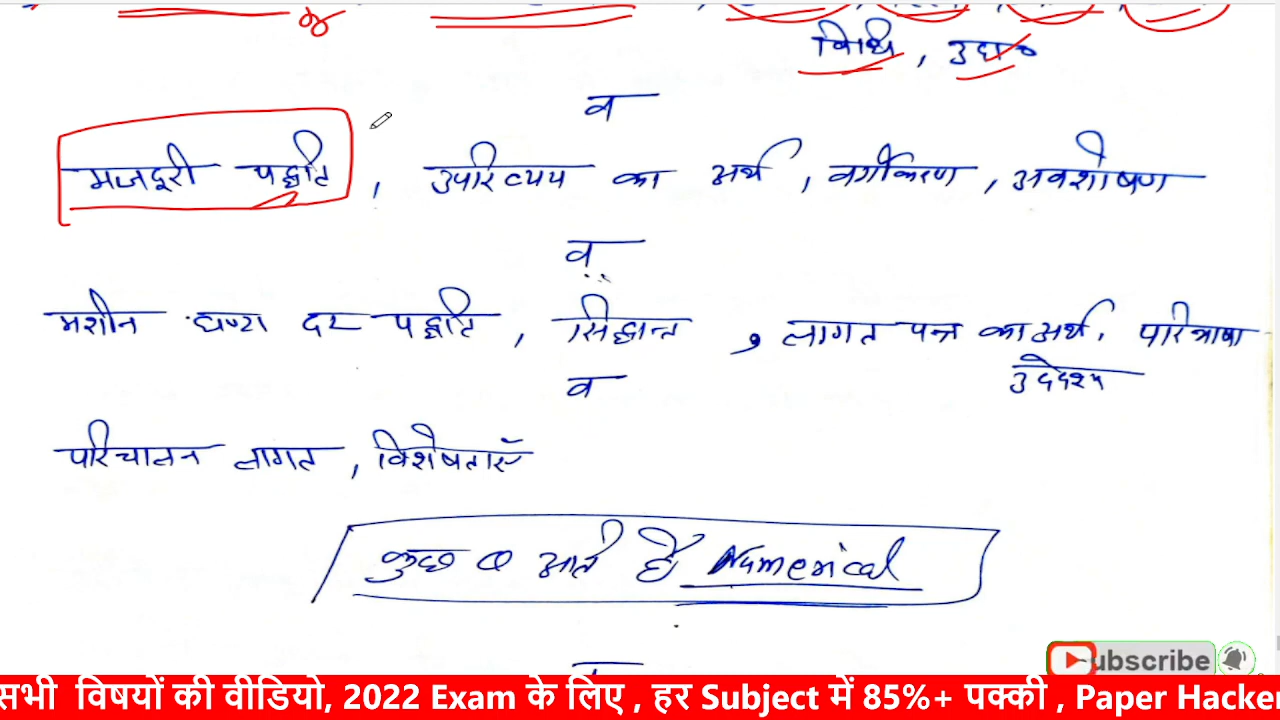 विधि, उदा०
व
मजदूरी पद्धति, उपरिव्यय का अर्थ, वर्गीकरण, अवशोषण
व
मशीन घण्टा दर पद्धति, सिद्धान्त, लागत पत्र का अर्थ, परिभाषा
उद्देश्य
व
परिचालन लागत, विशेषताएँ
कुछ Q आते हैं Numerical
Subscribe
सभी विषयों की वीडियो, 2022 Exam के लिए , हर Subject में 85%+ पक्की , Paper Hacker